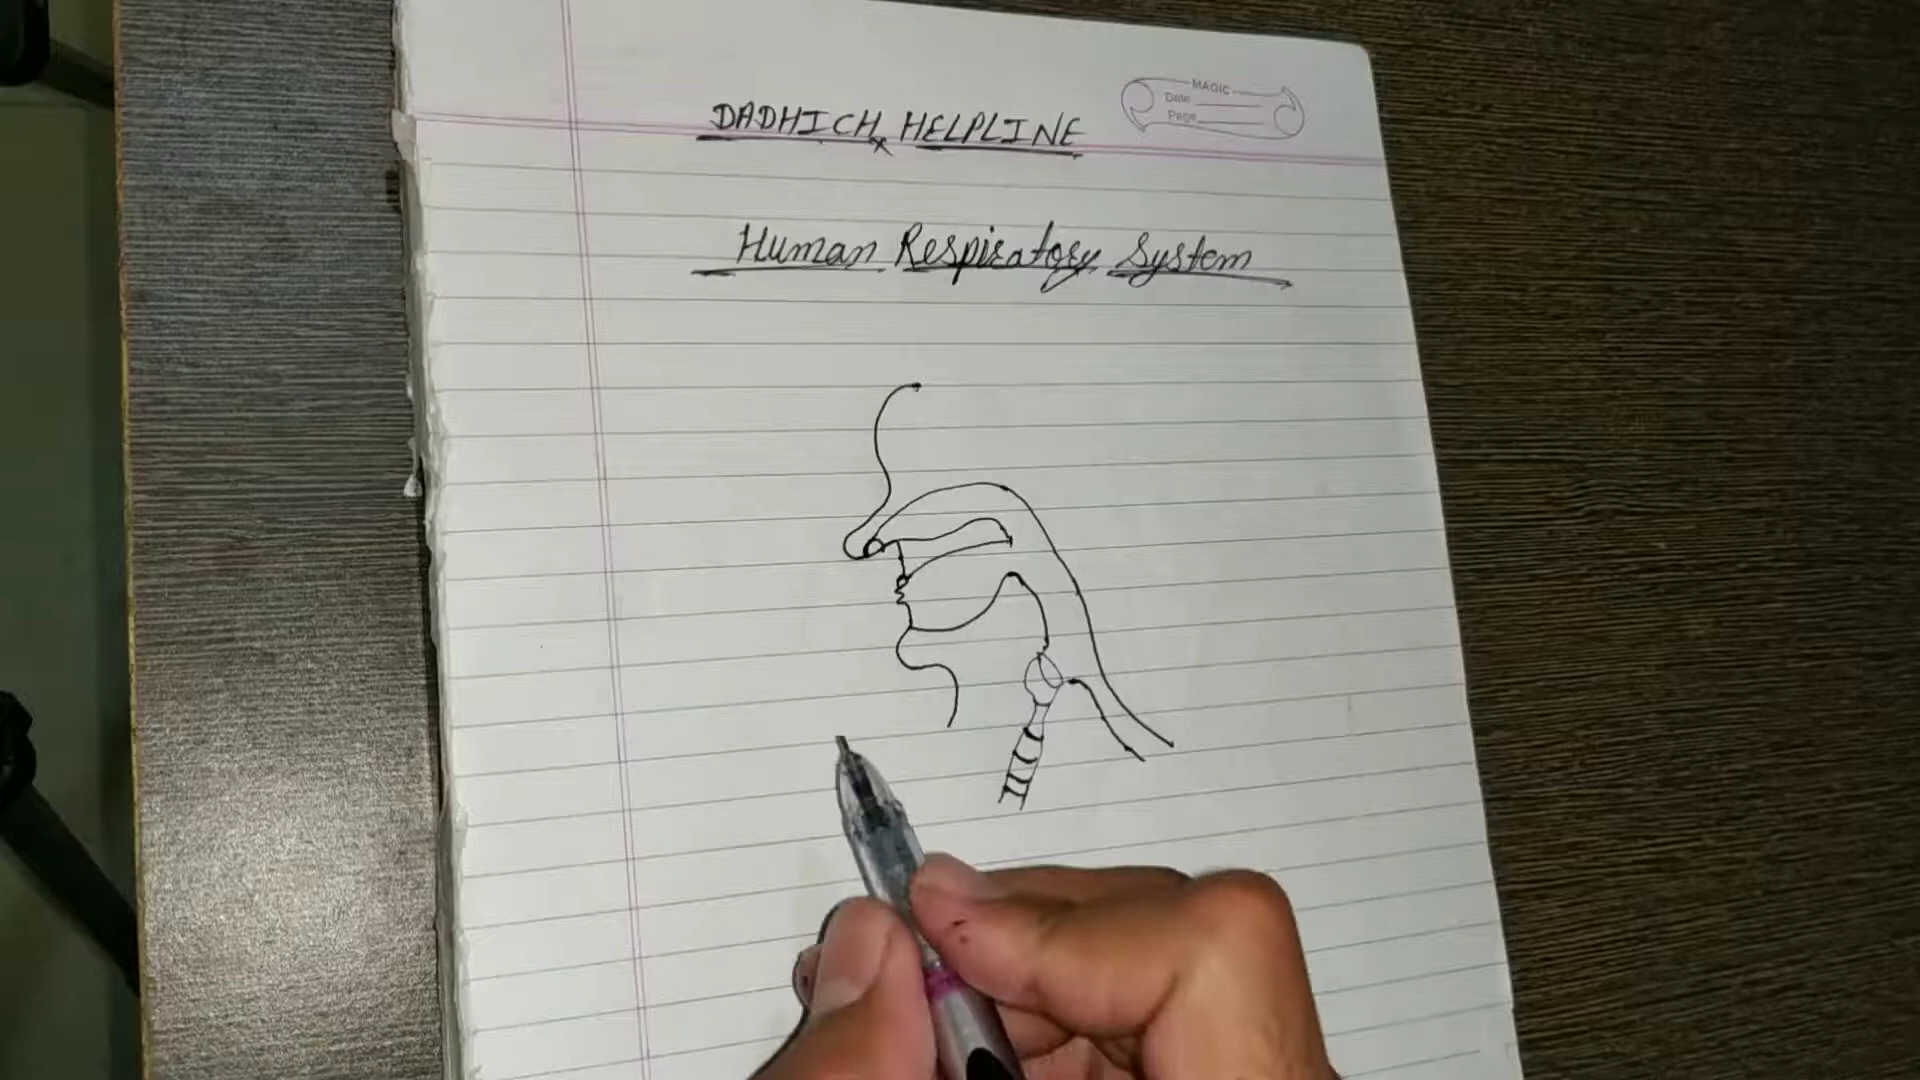 MAGIC
Date
Page
DADHICH HELPLINE
Human Respiratory System